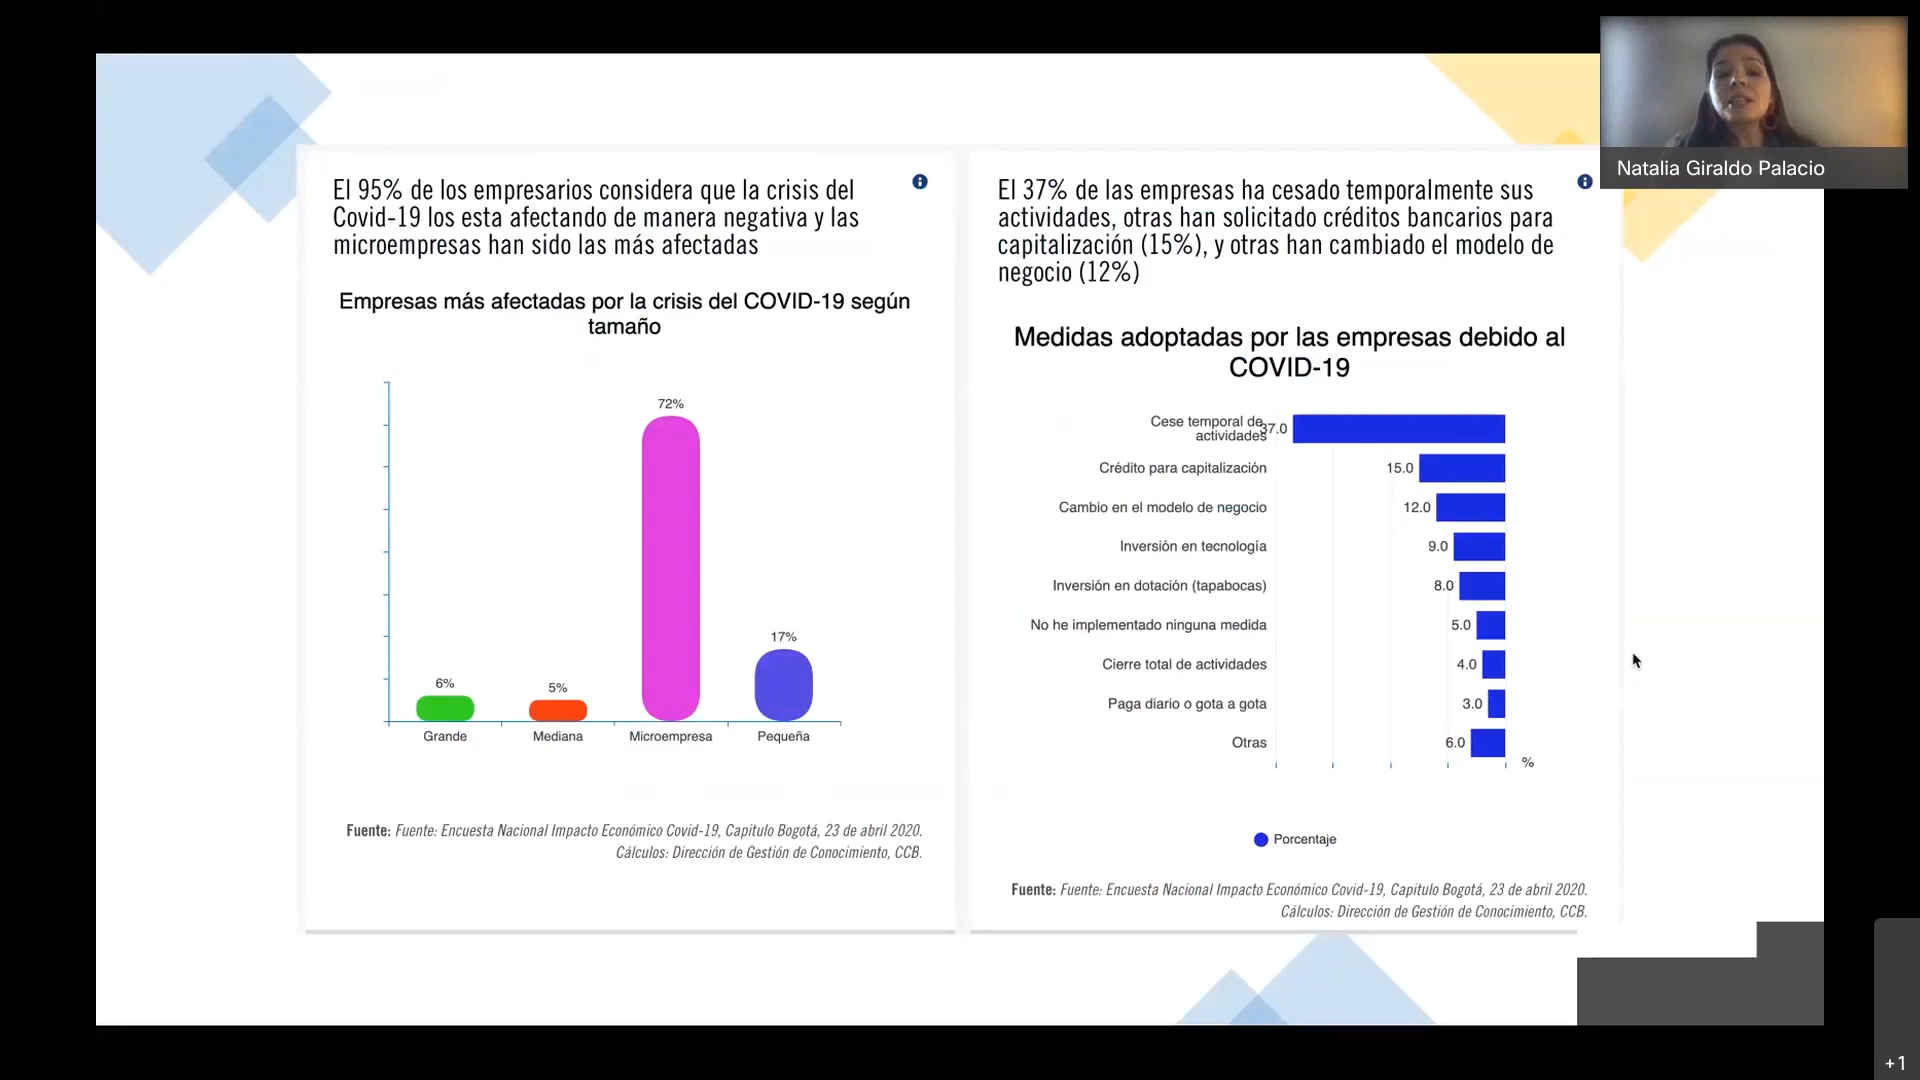 Natalia Giraldo Palacio
El 95% de los empresarios considera que la crisis del
Covid-19 los esta afectando de manera negativa y las
microempresas han sido las más afectadas
Empresas más afectadas por la crisis del COVID-19 según
tamaño
72%
17%
6%
5%
Grande
Mediana
Microempresa
Pequeña
Fuente: Fuente: Encuesta Nacional Impacto Económico Covid-19, Capitulo Bogotá, 23 de abril 2020.
Cálculos: Dirección de Gestión de Conocimiento, CCB.
El 37% de las empresas ha cesado temporalmente sus
actividades, otras han solicitado créditos bancarios para
capitalización (15%), y otras han cambiado el modelo de
negocio (12%)
Medidas adoptadas por las empresas debido al
COVID-19
Cese temporal de
actividades 37.0
Crédito para capitalización 15.0
Cambio en el modelo de negocio 12.0
Inversión en tecnología 9.0
Inversión en dotación (tapabocas) 8.0
No he implementado ninguna medida 5.0
Cierre total de actividades 4.0
Paga diario o gota a gota 3.0
Otras 6.0
%
Porcentaje
Fuente: Fuente: Encuesta Nacional Impacto Económico Covid-19, Capitulo Bogotá, 23 de abril 2020.
Cálculos: Dirección de Gestión de Conocimiento, CCB.
+1